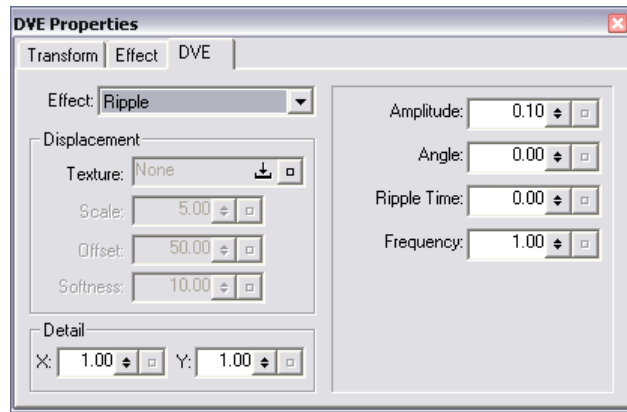 DVE Properties
Transform Effect DVE
Effect: Ripple
Displacement
Texture: None
Scale: 5.00
Offset: 50.00
Softness: 10.00
Detail
X: 1.00 Y: 1.00
Amplitude: 0.10
Angle: 0.00
Ripple Time: 0.00
Frequency: 1.00